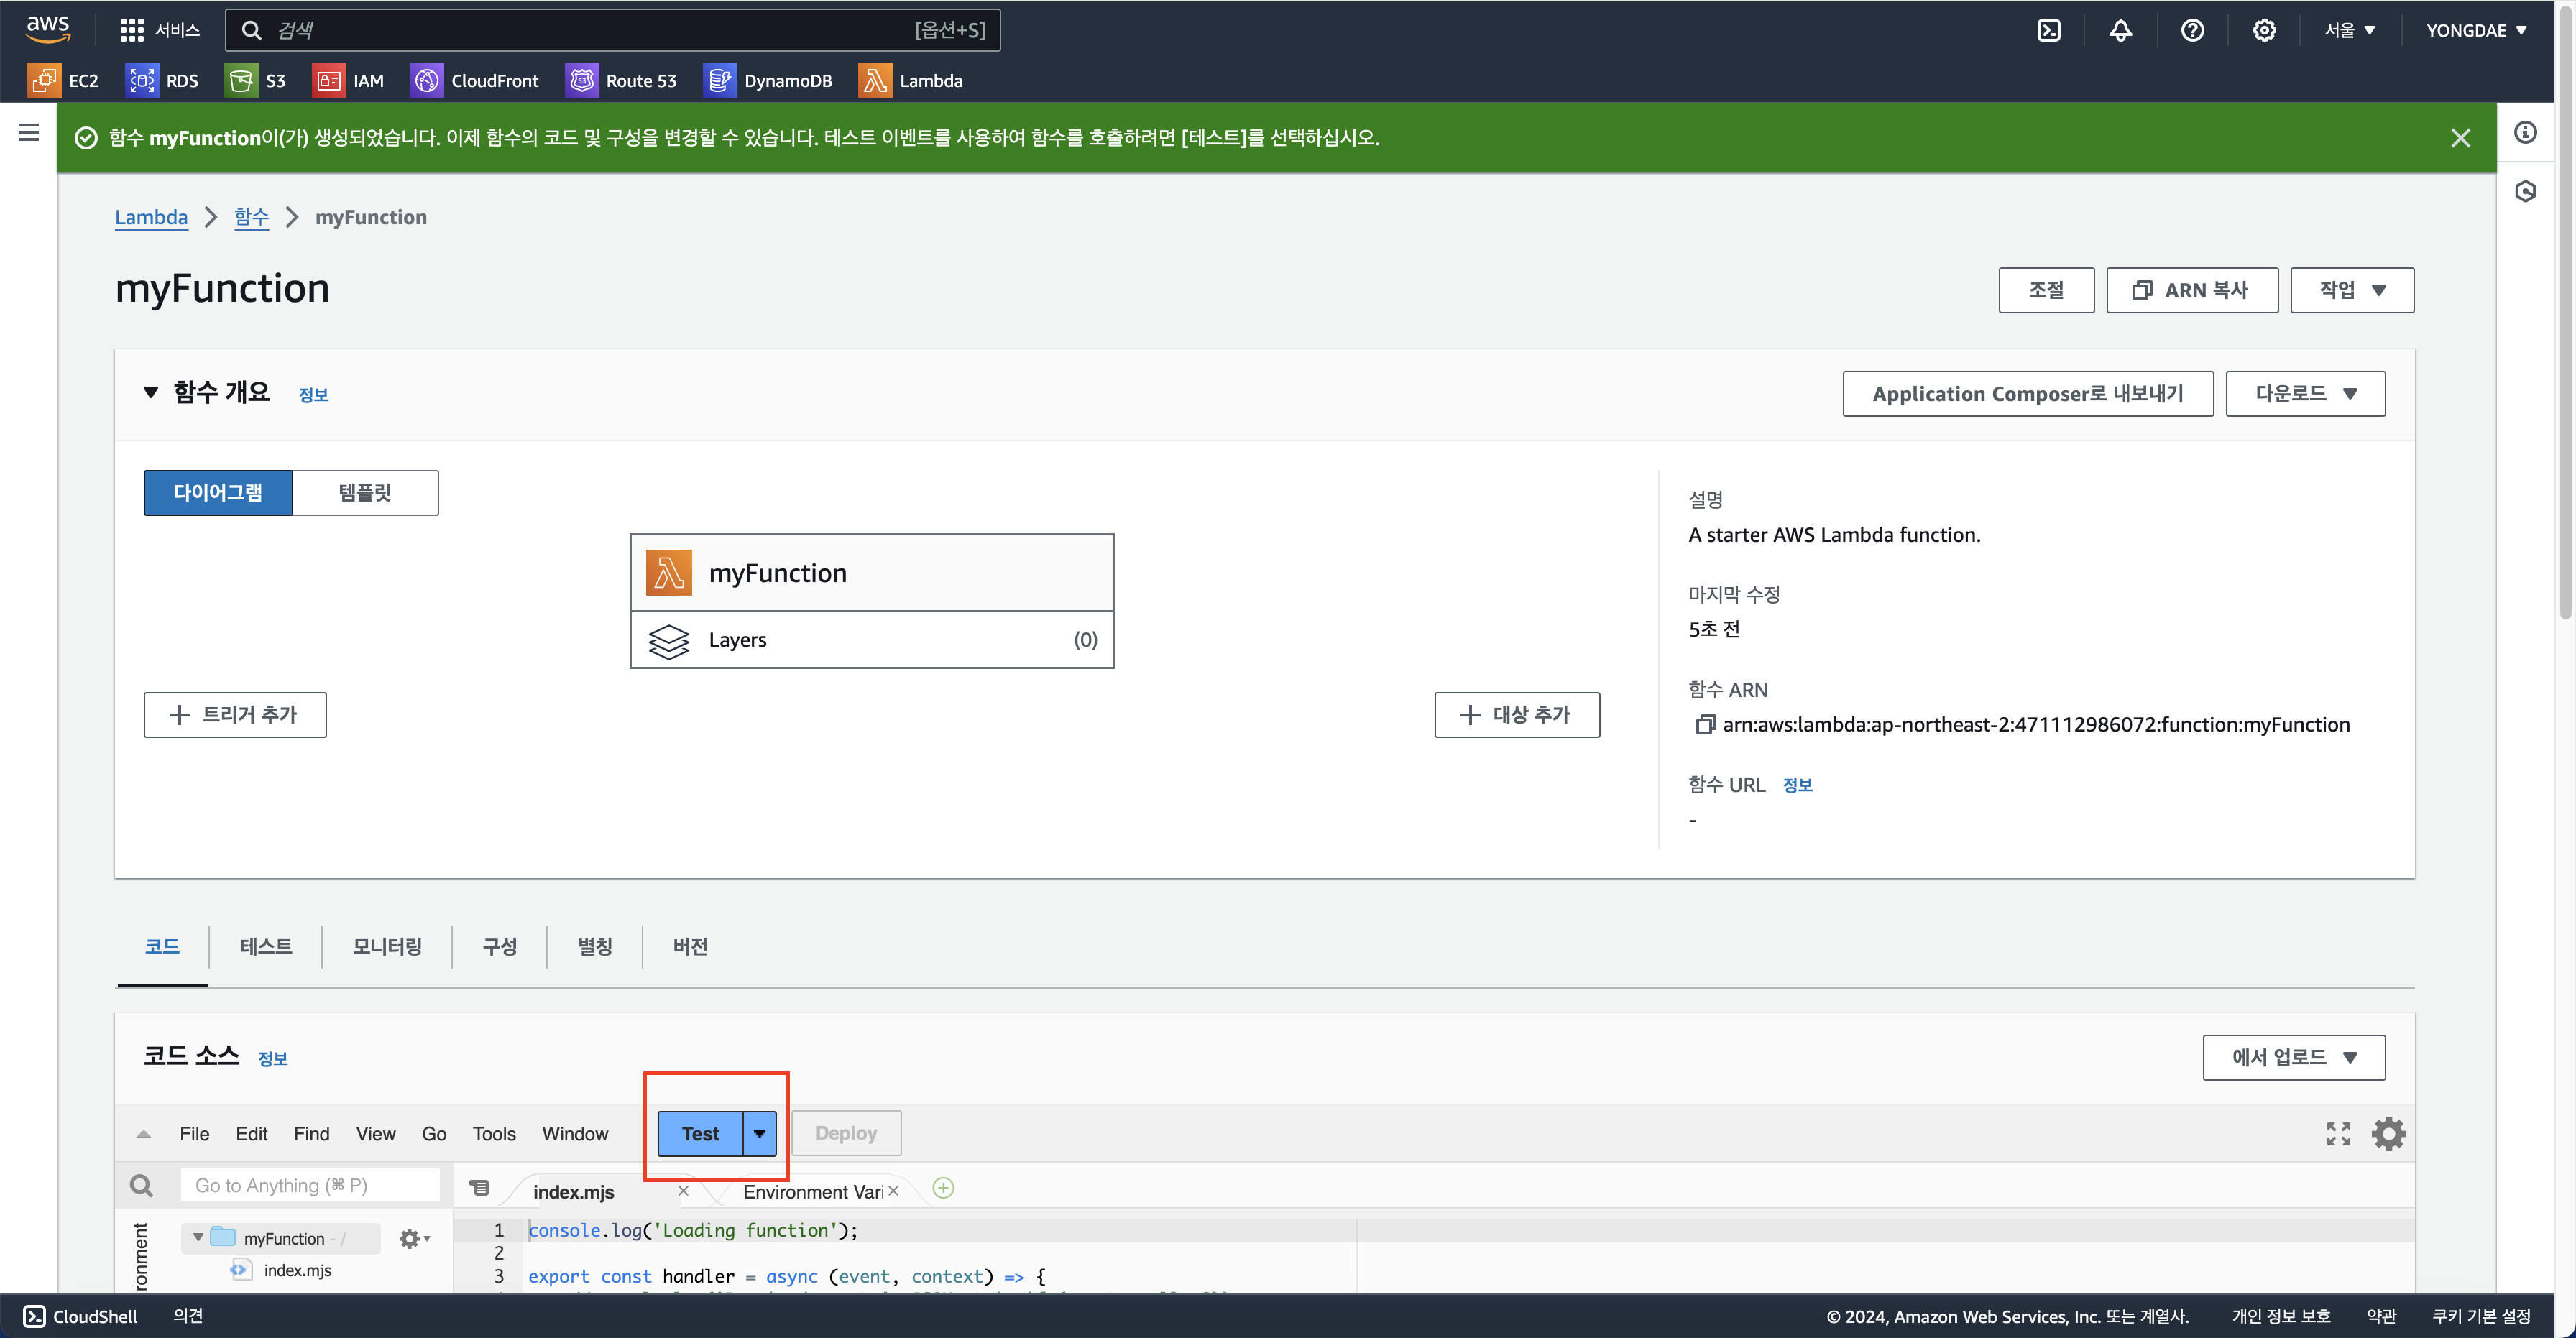 aws 서비스 검색 [옵션+S] 서울 ▼ YONGDAE ▼
EC2 RDS S3 IAM CloudFront Route 53 DynamoDB Lambda
함수 myFunction이(가) 생성되었습니다. 이제 함수의 코드 및 구성을 변경할 수 있습니다. 테스트 이벤트를 사용하여 함수를 호출하려면 [테스트]를 선택하십시오.
Lambda > 함수 > myFunction
myFunction
조절 ARN 복사 작업 ▼
▼ 함수 개요 정보
Application Composer로 내보내기 다운로드 ▼
다이어그램 템플릿
myFunction
Layers (0)
+ 트리거 추가
+ 대상 추가
설명
A starter AWS Lambda function.
마지막 수정
5초 전
함수 ARN
arn:aws:lambda:ap-northeast-2:471112986072:function:myFunction
함수 URL 정보
-
코드 테스트 모니터링 구성 별칭 버전
코드 소스 정보
에서 업로드 ▼
File Edit Find View Go Tools Window Test Deploy
Go to Anything (⌘ P)
index.mjs × Environment Vari ×
ronment
myFunction - /
index.mjs
1 console.log('Loading function');
2
3 export const handler = async (event, context) => {
CloudShell 의견 © 2024, Amazon Web Services, Inc. 또는 계열사. 개인 정보 보호 약관 쿠키 기본 설정